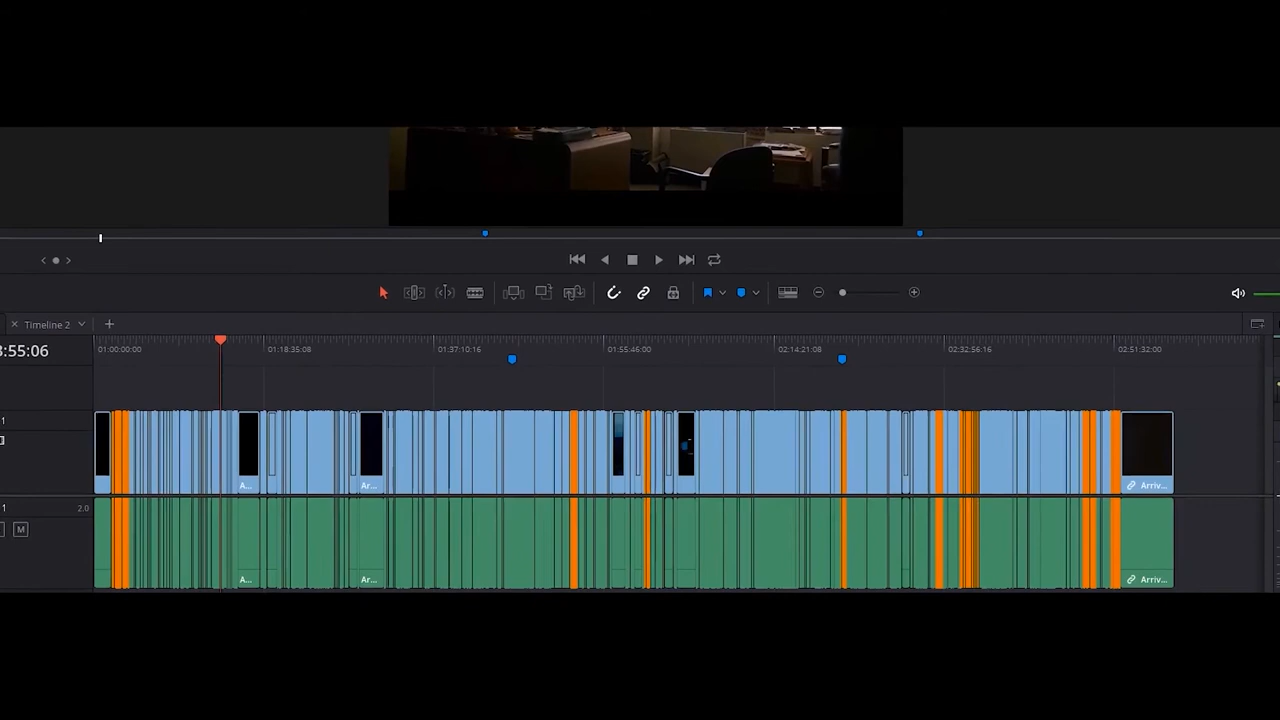 Timeline 2
:55:06
01:00:00:00
01:18:35:08
01:37:10:16
01:55:46:00
02:14:21:08
02:32:56:16
02:51:32:00
1
A...
Ar...
Arriv...
1
2.0
M
A...
Ar...
Arriv...